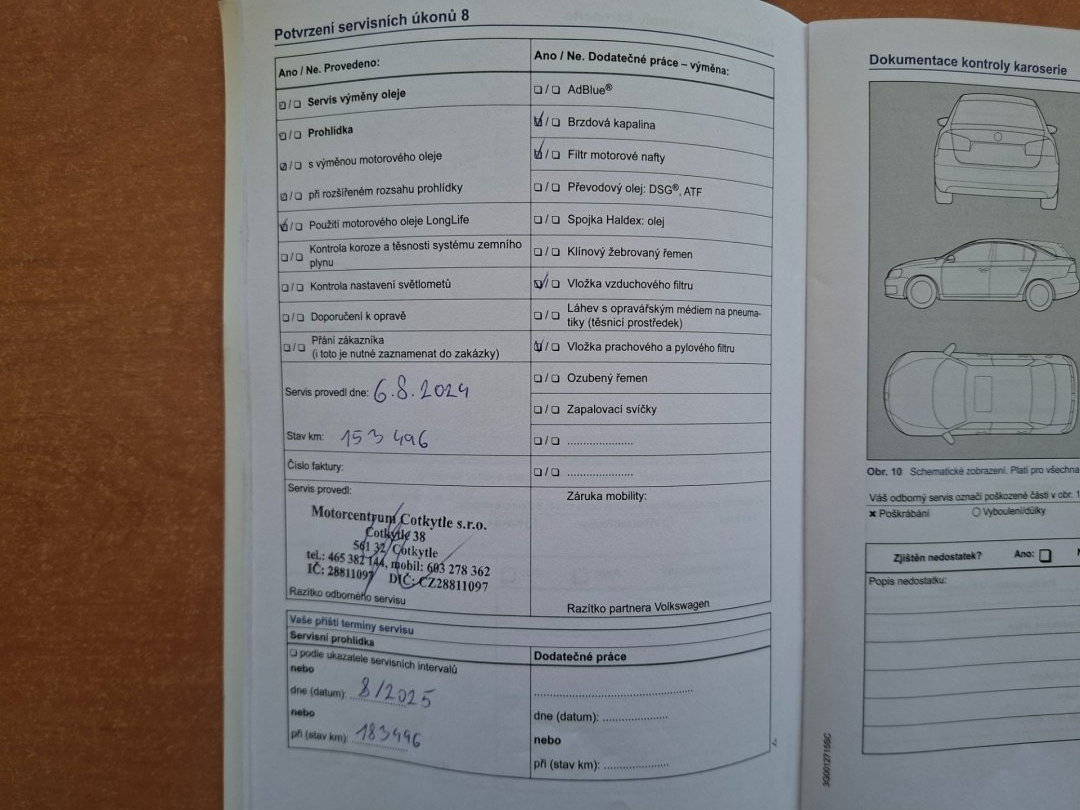 Potvrzení servisních úkonů 8
Ano / Ne. Provedeno:
Servis výměny oleje
Prohlídka
s výměnou motorového oleje
při rozšířeném rozsahu prohlídky
Použití motorového oleje LongLife
Kontrola koroze a těsnosti systému zemního
plynu
Kontrola nastavení světlometů
Doporučení k opravě
Přání zákazníka
(i toto je nutné zaznamenat do zakázky)
Servis provedl dne: 6.8.2024
Stav km: 153 496
Číslo faktury:
Servis provedl:
Motorcentrum Cotkytle s.r.o.
Cotkytle 38
561 32 Cotkytle
tel.: 465 382 144, mobil: 603 278 362
IČ: 28811097 DIČ: CZ28811097
Razítko odborného servisu
Ano / Ne. Dodatečné práce – výměna:
AdBlue®
Brzdová kapalina
Filtr motorové nafty
Převodový olej: DSG®, ATF
Spojka Haldex: olej
Klínový žebrovaný řemen
Vložka vzduchového filtru
Láhev s opravářským médiem na pneuma-
tiky (těsnicí prostředek)
Vložka prachového a pylového filtru
Ozubený řemen
Zapalovací svíčky
Záruka mobility:
Razítko partnera Volkswagen
Vaše příští termíny servisu
Servisní prohlídka
podle ukazatele servisních intervalů
nebo
dne (datum): 8/2025
nebo
při (stav km): 183496
Dodatečné práce
dne (datum):
nebo
při (stav km):
3G0012715SC
Dokumentace kontroly karoserie
Obr. 10 Schematické zobrazení. Platí pro všechna
Váš odborný servis označí poškozené části v obr. 1
✖ Poškrábání ○ Vyboulení/důlky
Zjištěn nedostatek? Ano:
Popis nedostatku: